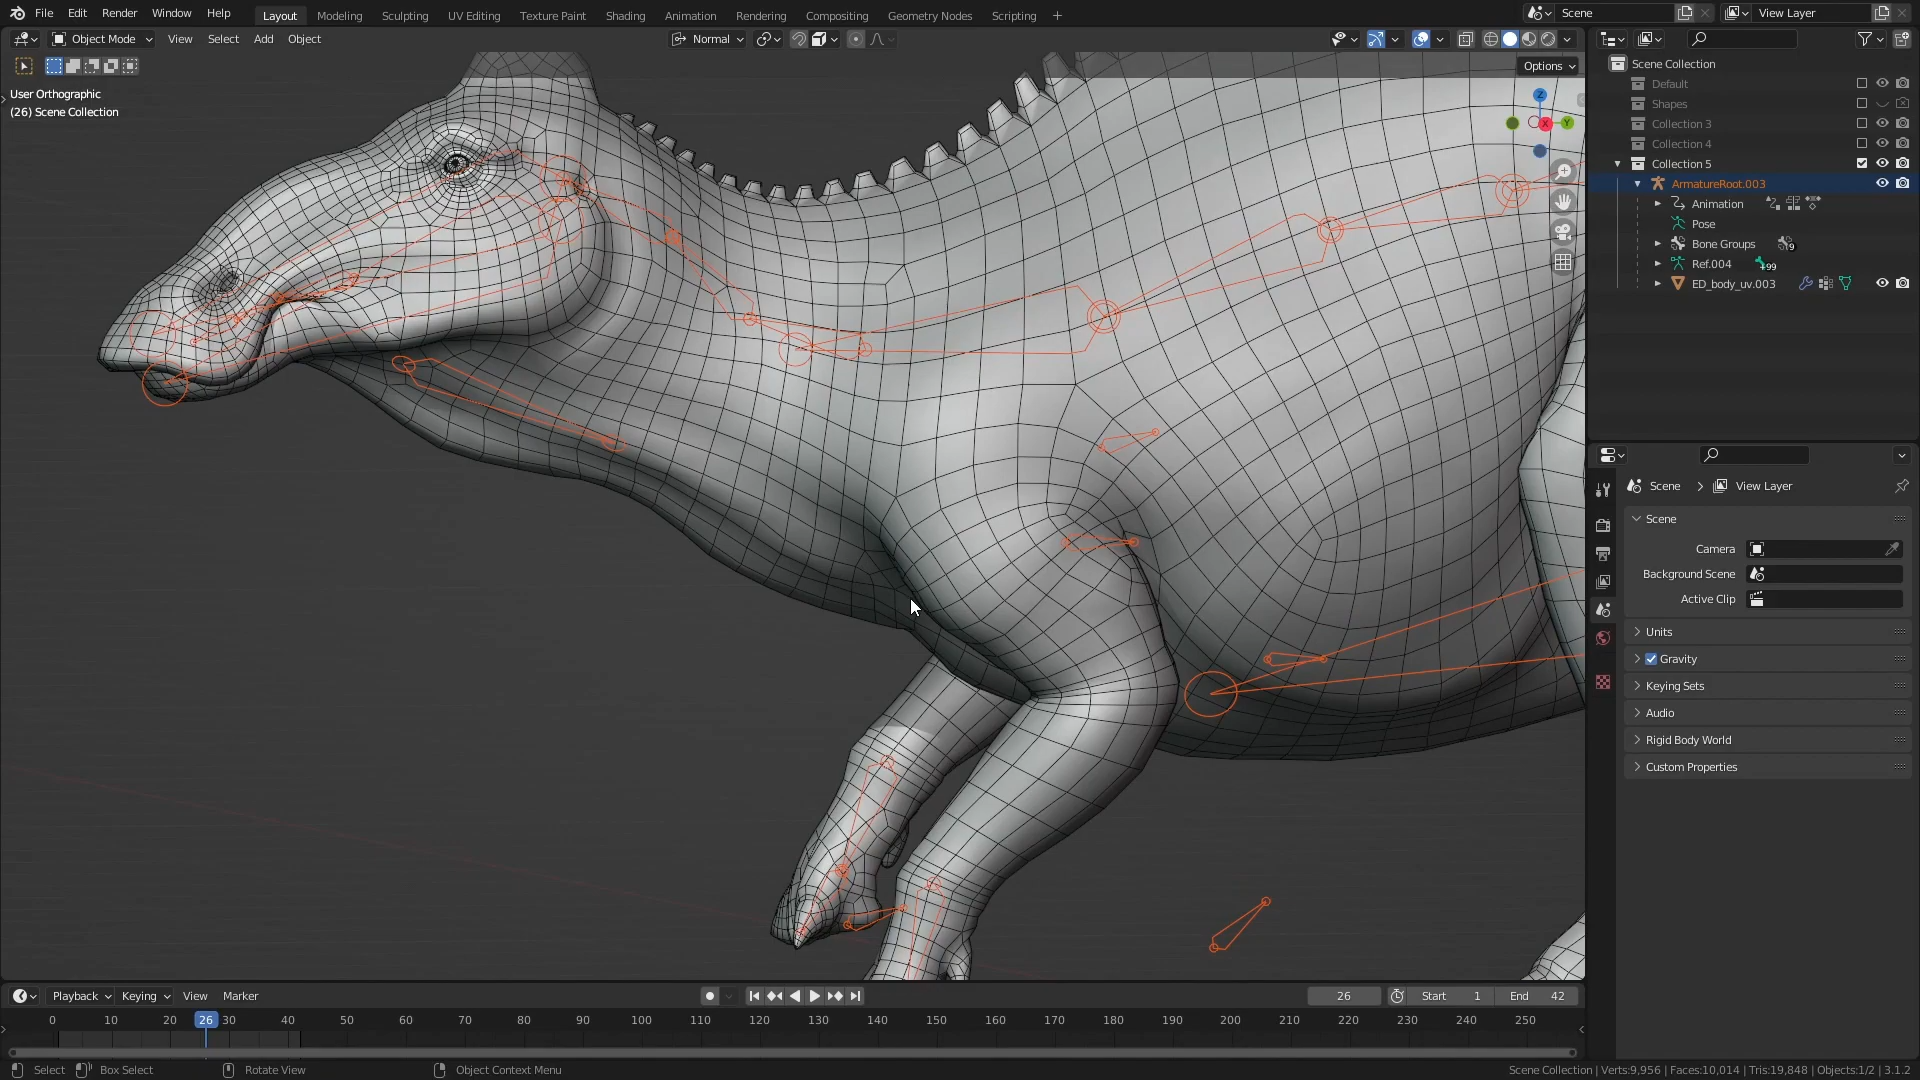 File Edit Render Window Help Layout Modeling Sculpting UV Editing Texture Paint Shading Animation Rendering Compositing Geometry Nodes Scripting + Scene View Layer
Object Mode View Select Add Object Normal
Options
User Orthographic
(26) Scene Collection
Z
X Y
Scene Collection
Default
Shapes
Collection 3
Collection 4
Collection 5
ArmatureRoot.003
Animation
Pose
Bone Groups 9
Ref.004 99
ED_body_uv.003
Scene > View Layer
Scene
Camera
Background Scene
Active Clip
Units
Gravity
Keying Sets
Audio
Rigid Body World
Custom Properties
Playback Keying View Marker 26 Start 1 End 42
0 10 20 26 30 40 50 60 70 80 90 100 110 120 130 140 150 160 170 180 190 200 210 220 230 240 250
Select Box Select Rotate View Object Context Menu Scene Collection | Verts:9,956 | Faces:10,014 | Tris:19,848 | Objects:1/2 | 3.1.2